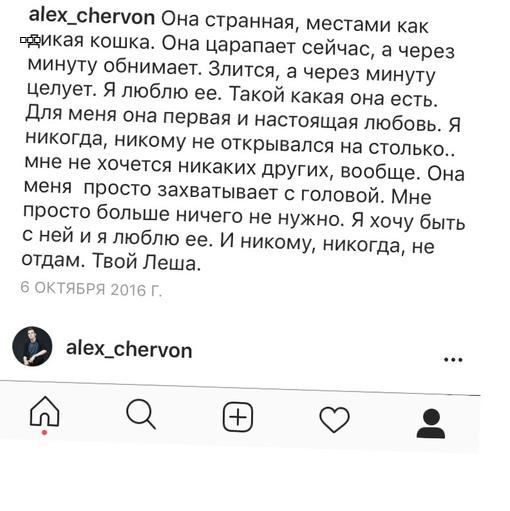 alex_chervon Она странная, местами как
дикая кошка. Она царапает сейчас, а через
минуту обнимает. Злится, а через минуту
целует. Я люблю ее. Такой какая она есть.
Для меня она первая и настоящая любовь. Я
никогда, никому не открывался на столько..
мне не хочется никаких других, вообще. Она
меня просто захватывает с головой. Мне
просто больше ничего не нужно. Я хочу быть
с ней и я люблю ее. И никому, никогда, не
отдам. Твой Леша.
6 ОКТЯБРЯ 2016 Г.
alex_chervon